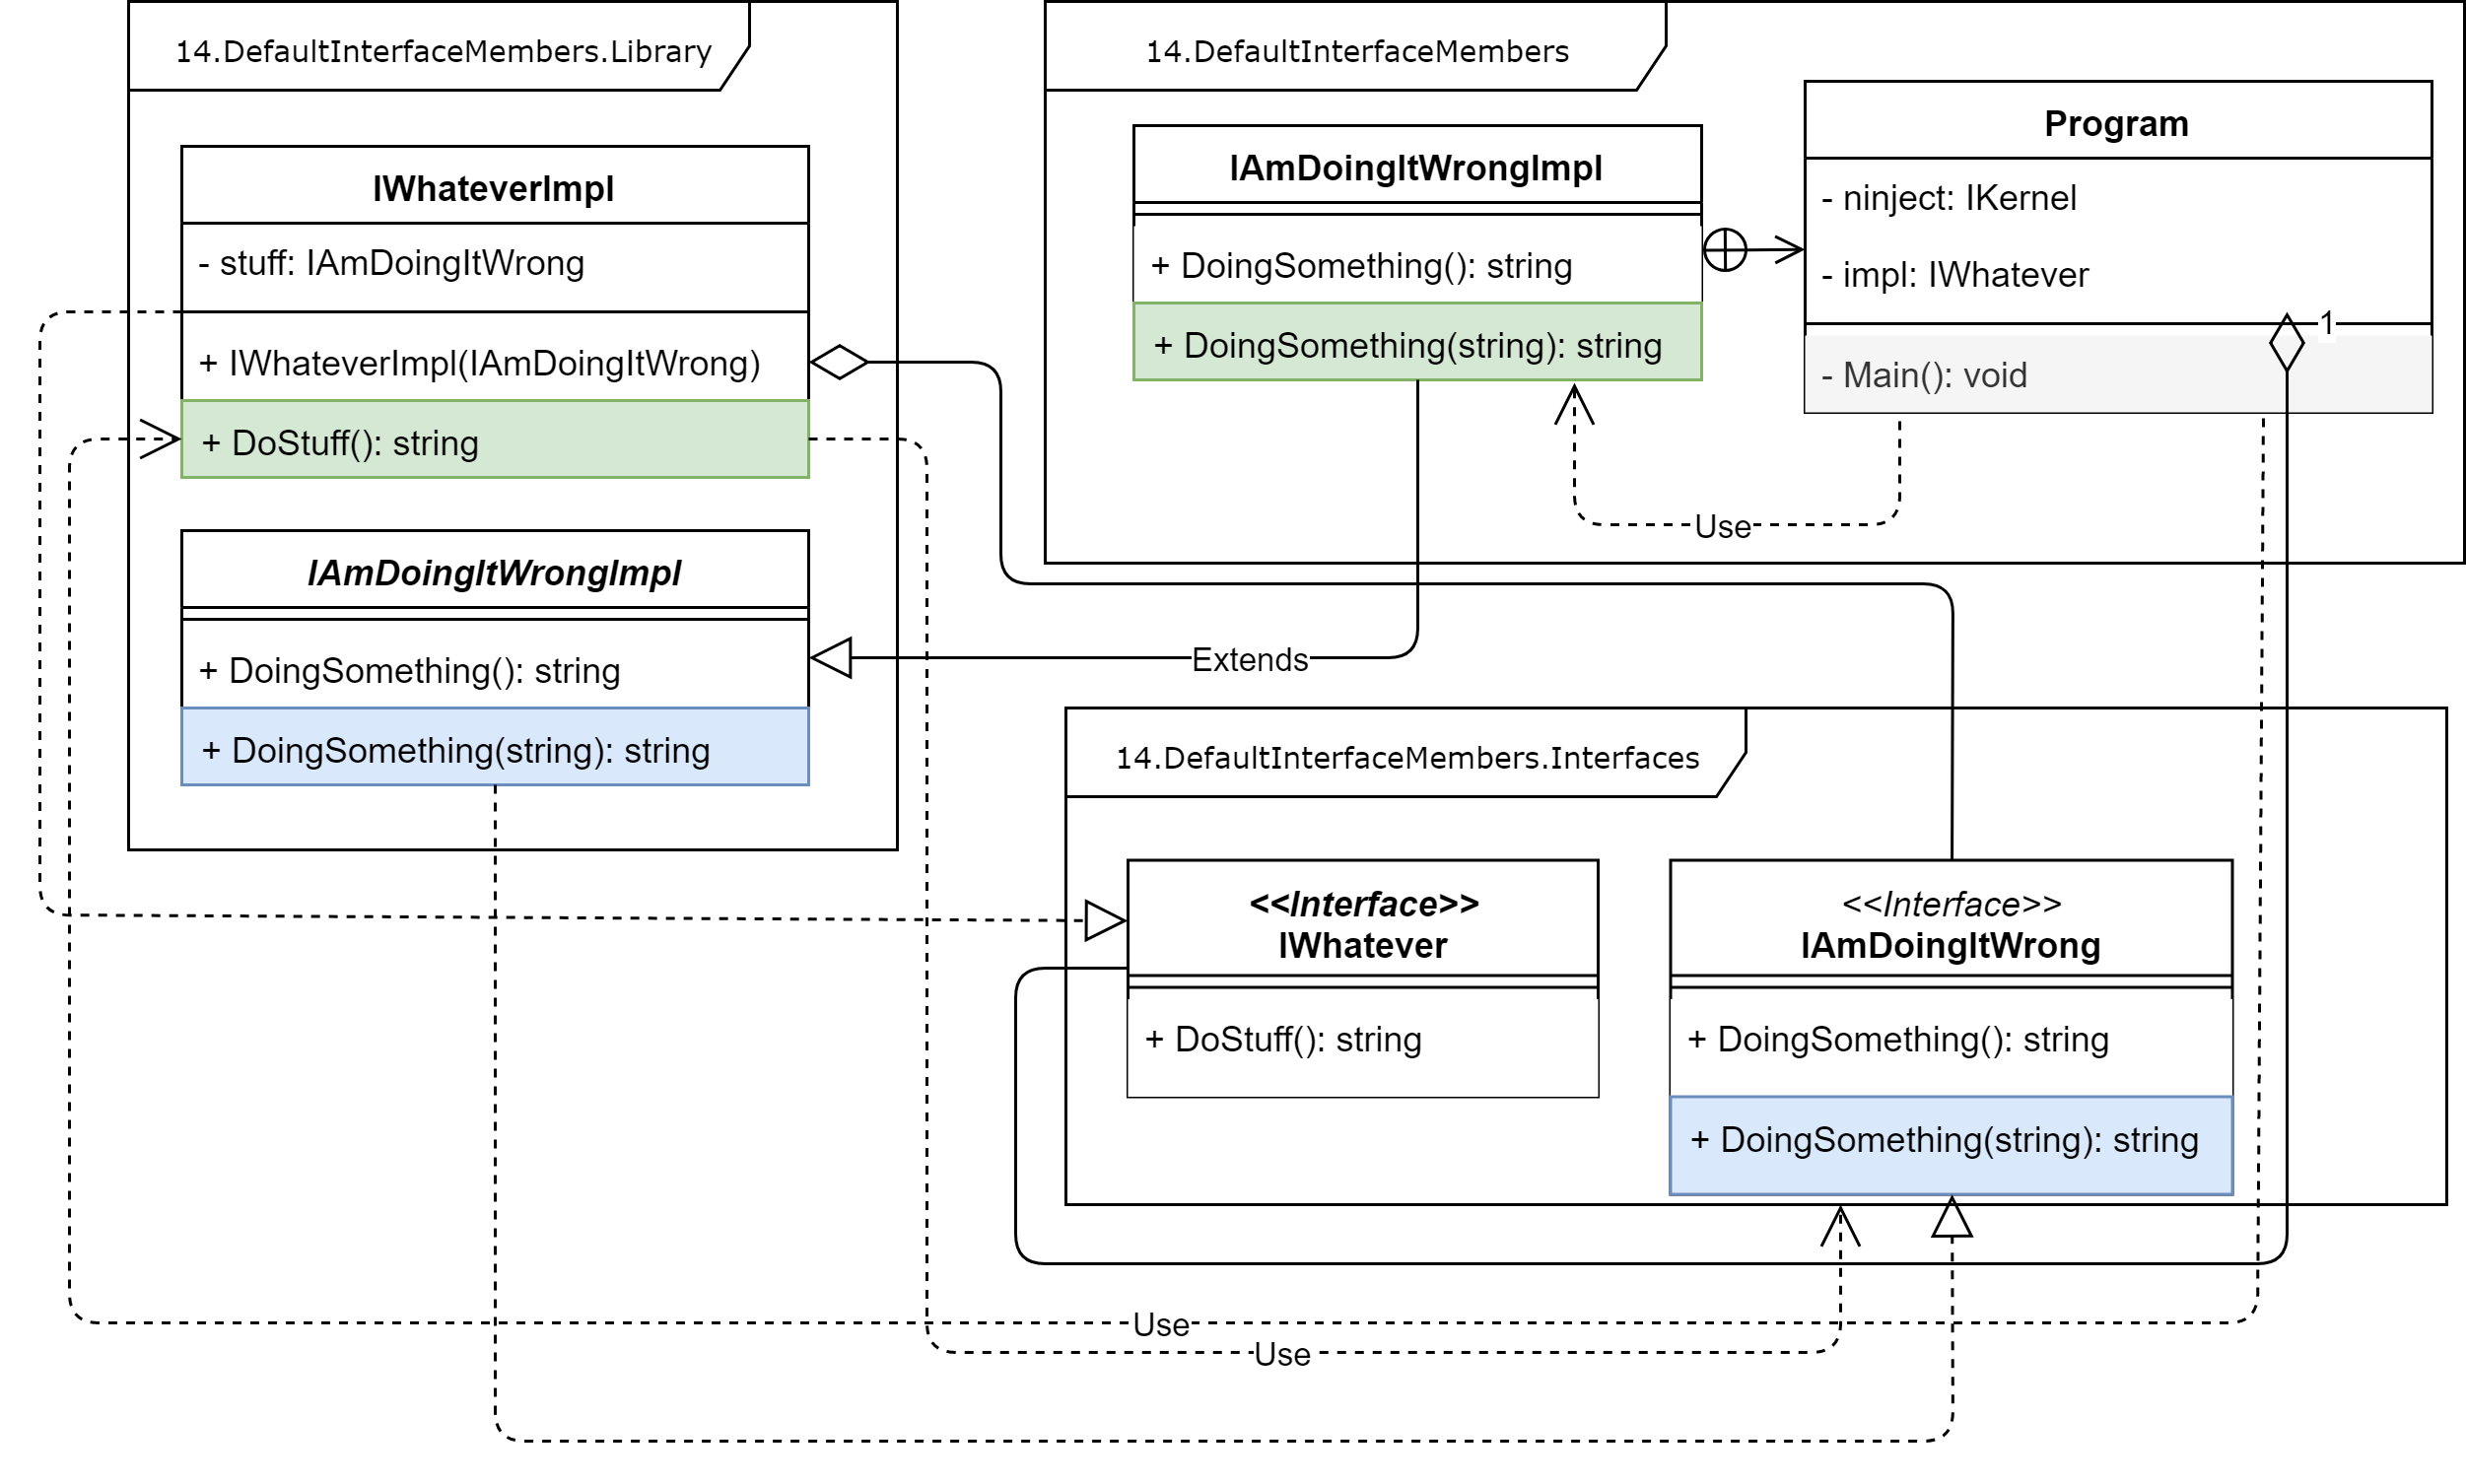 14.DefaultInterfaceMembers.Library
IWhateverImpl
- stuff: IAmDoingItWrong
+ IWhateverImpl(IAmDoingItWrong)
+ DoStuff(): string
IAmDoingItWrongImpl
+ DoingSomething(): string
+ DoingSomething(string): string
14.DefaultInterfaceMembers
IAmDoingItWrongImpl
+ DoingSomething(): string
+ DoingSomething(string): string
Program
- ninject: IKernel
- impl: IWhatever
1
- Main(): void
Use
Extends
14.DefaultInterfaceMembers.Interfaces
<<Interface>>
IWhatever
+ DoStuff(): string
<<Interface>>
IAmDoingItWrong
+ DoingSomething(): string
+ DoingSomething(string): string
Use
Use